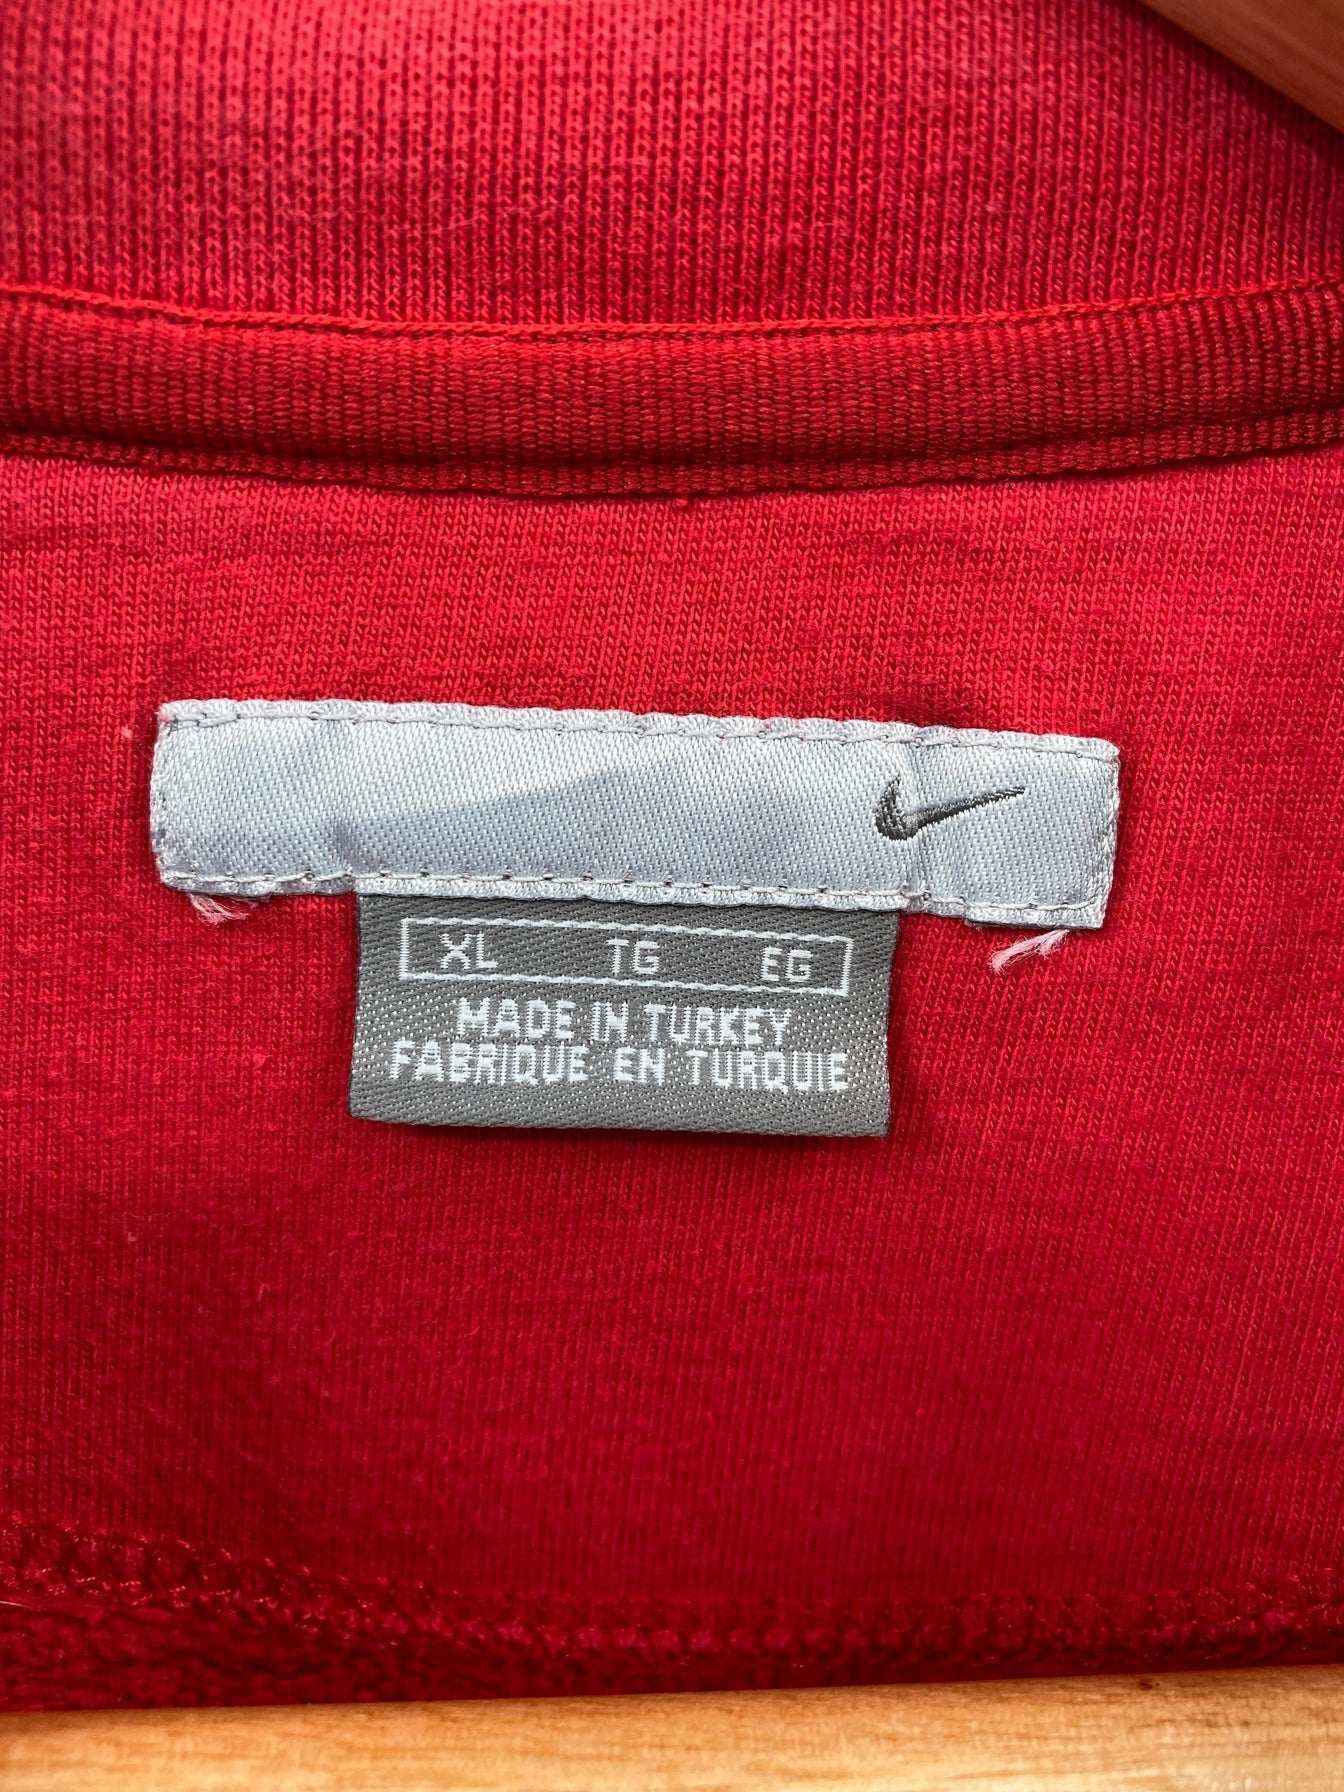 XL TG EG
MADE IN TURKEY
FABRIQUE EN TURQUIE